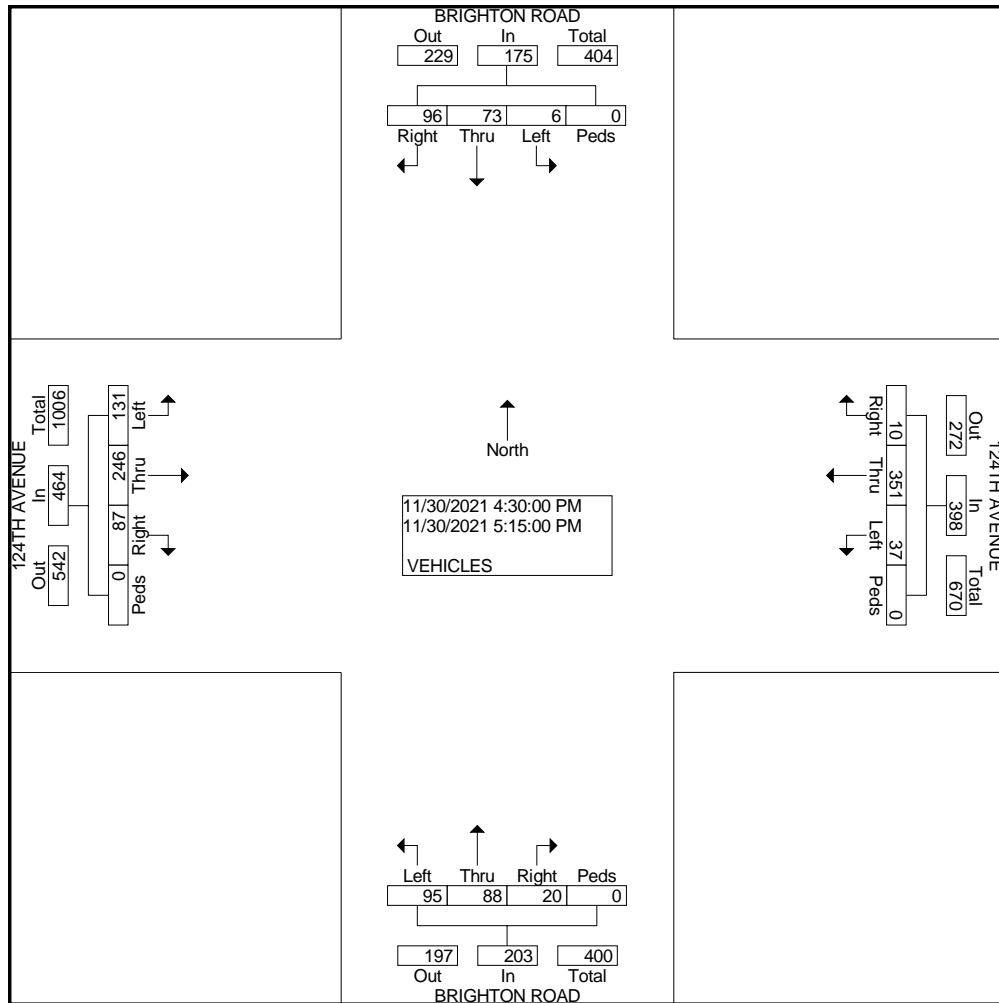 BRIGHTON ROAD
Out In Total
229 175 404
96 73 6 0
Right Thru Left Peds
124TH AVENUE
Total In Out
1006 464 542
131 246 87 0
Left Thru Right Peds
North
11/30/2021 4:30:00 PM
11/30/2021 5:15:00 PM
VEHICLES
124TH AVENUE
Out In Total
272 398 670
10 351 37 0
Right Thru Left Peds
Left Thru Right Peds
95 88 20 0
197 203 400
Out In Total
BRIGHTON ROAD